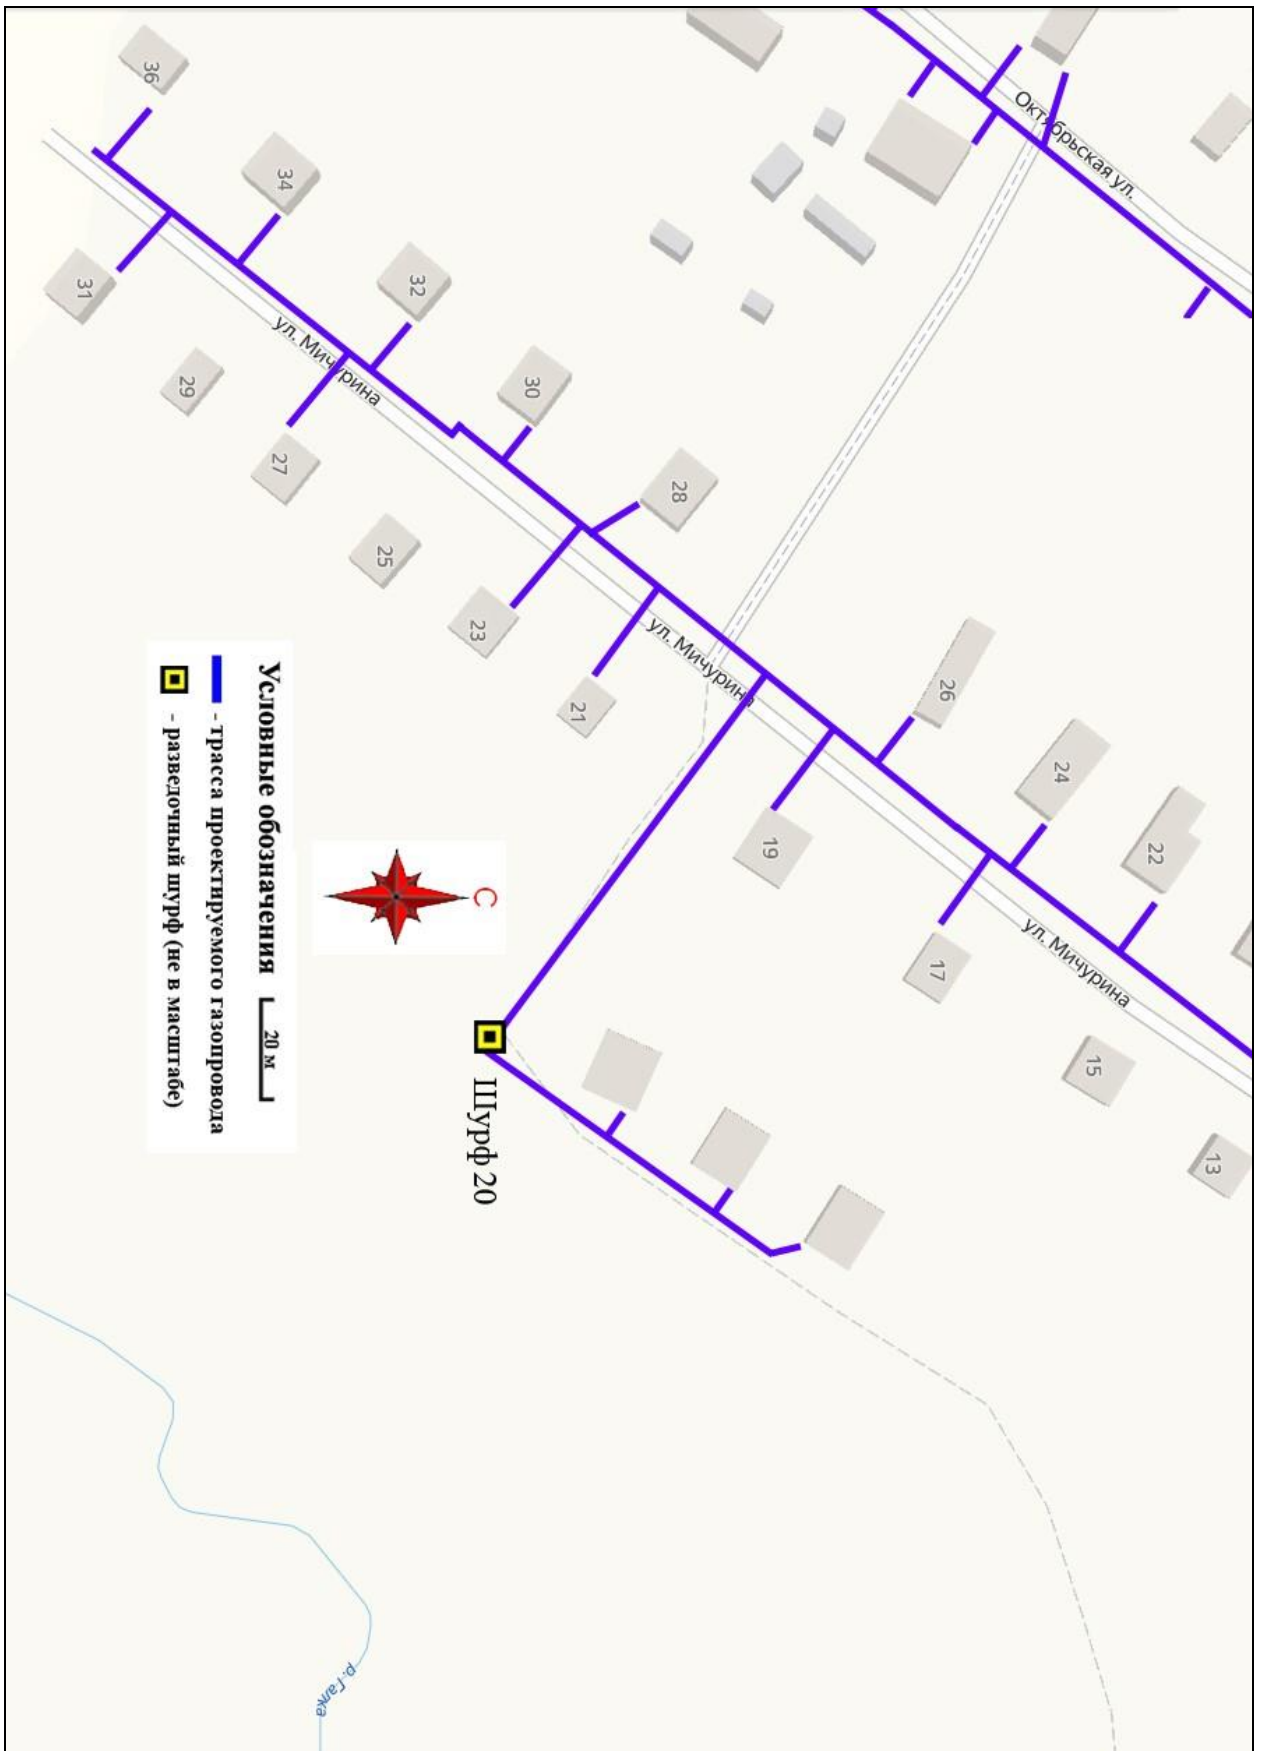 Октябрьская ул.
36
34
31
32
ул. Мичурина
29
30
27
28
25
23
ул. Мичурина
21
26
24
22
19
17
ул. Мичурина
15
13
Условные обозначения
20 м
- трасса проектируемого газопровода
- разведочный шурф (не в масштабе)
С
Шурф 20
р. Галка